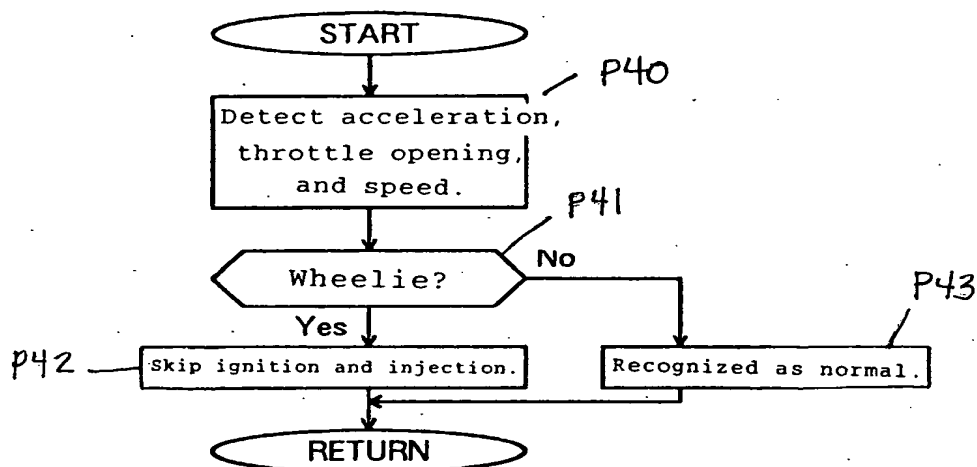 START
P40
Detect acceleration,
throttle opening,
and speed.
P41
Wheelie?
No
Yes
P43
P42
Skip ignition and injection.
Recognized as normal.
RETURN